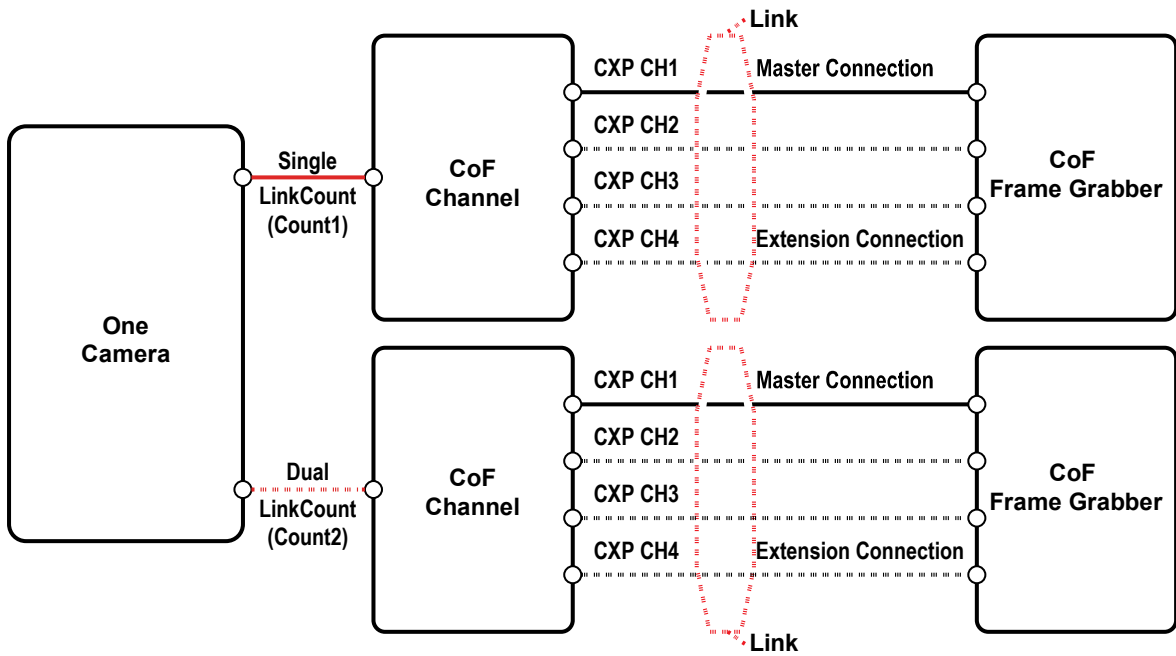 Link
CXP CH1 Master Connection
CXP CH2
CXP CH3
CXP CH4 Extension Connection
CoF
Channel
CoF
Frame Grabber
Single
LinkCount
(Count1)
One
Camera
CXP CH1 Master Connection
CXP CH2
CXP CH3
CXP CH4 Extension Connection
CoF
Channel
CoF
Frame Grabber
Dual
LinkCount
(Count2)
Link